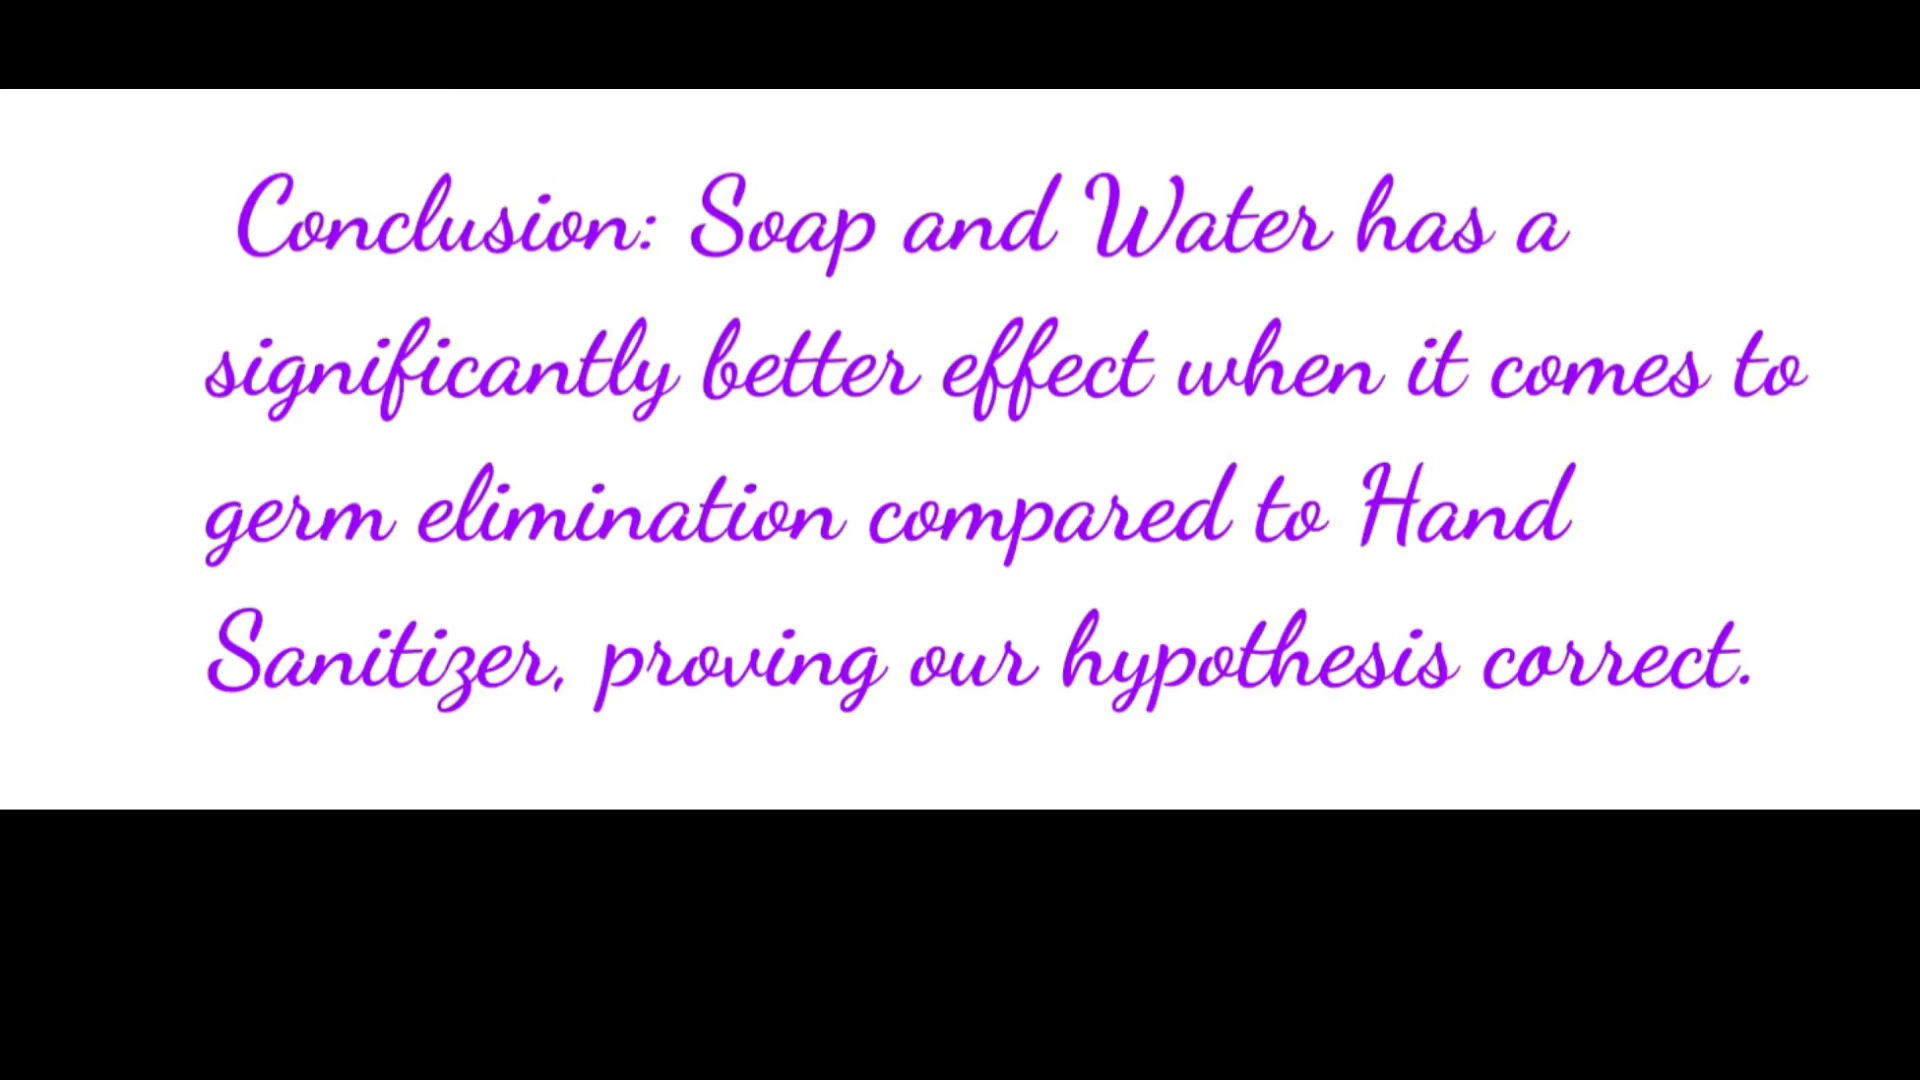 Conclusion: Soap and Water has a
significantly better effect when it comes to
germ elimination compared to Hand
Sanitizer, proving our hypothesis correct.